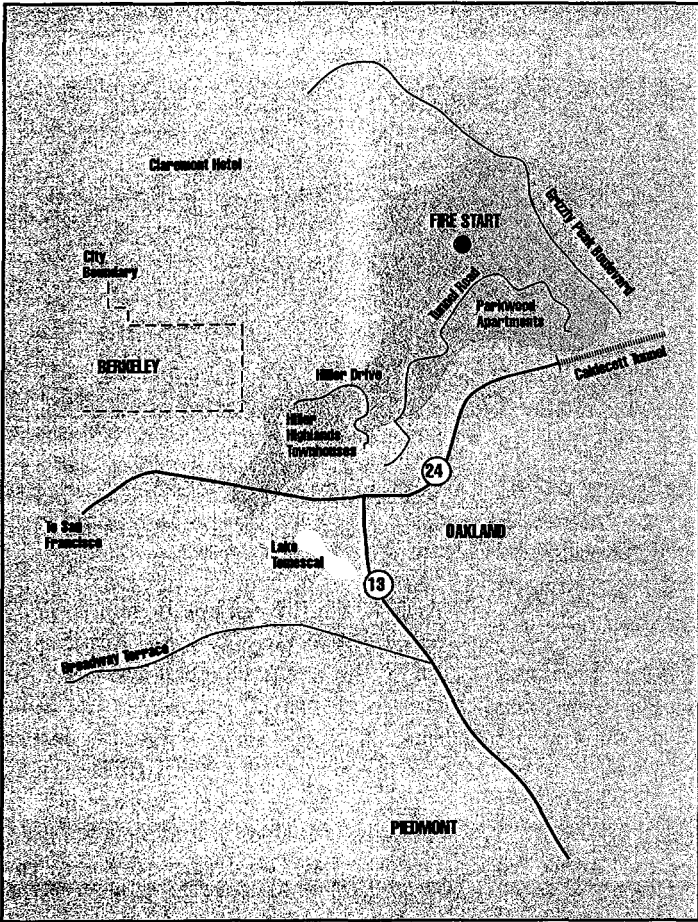 Claremont Hotel
Grizzly Peak Boulevard
FIRE START
City
Boundary
Tunnel Road
Parkwood
Apartments
BERKELEY
Caldecott Tunnel
Hiller Drive
Hiller
Highlands
Townhouses
24
To San
Francisco
OAKLAND
Lake
Temescal
13
Broadway Terrace
PIEDMONT